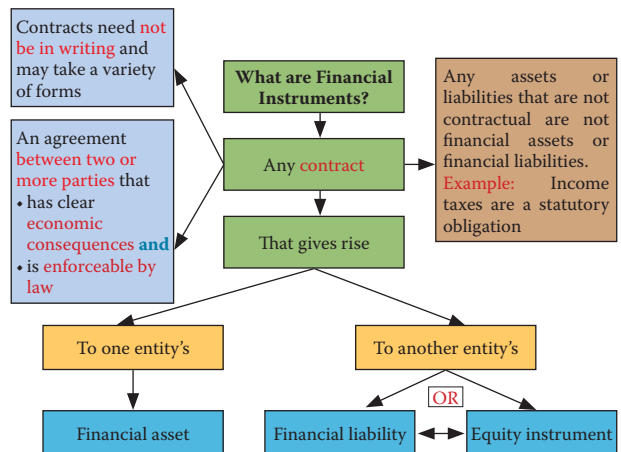 Contracts need not
be in writing and
may take a variety
of forms
What are Financial
Instruments?
Any assets or
liabilities that are not
contractual are not
financial assets or
financial liabilities.
Example: Income
taxes are a statutory
obligation
An agreement
between two or
more parties that
• has clear
economic
consequences and
• is enforceable by
law
Any contract
That gives rise
To one entity's
To another entity's
OR
Financial asset
Financial liability
Equity instrument